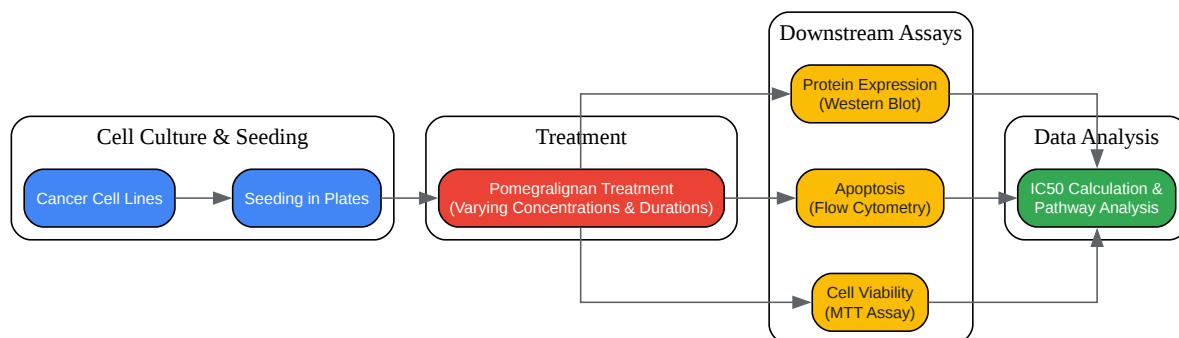 Cell Culture & Seeding
Cancer Cell Lines
Seeding in Plates
Treatment
Pomegralignan Treatment
(Varying Concentrations & Durations)
Downstream Assays
Protein Expression
(Western Blot)
Apoptosis
(Flow Cytometry)
Cell Viability
(MTT Assay)
Data Analysis
IC50 Calculation &
Pathway Analysis